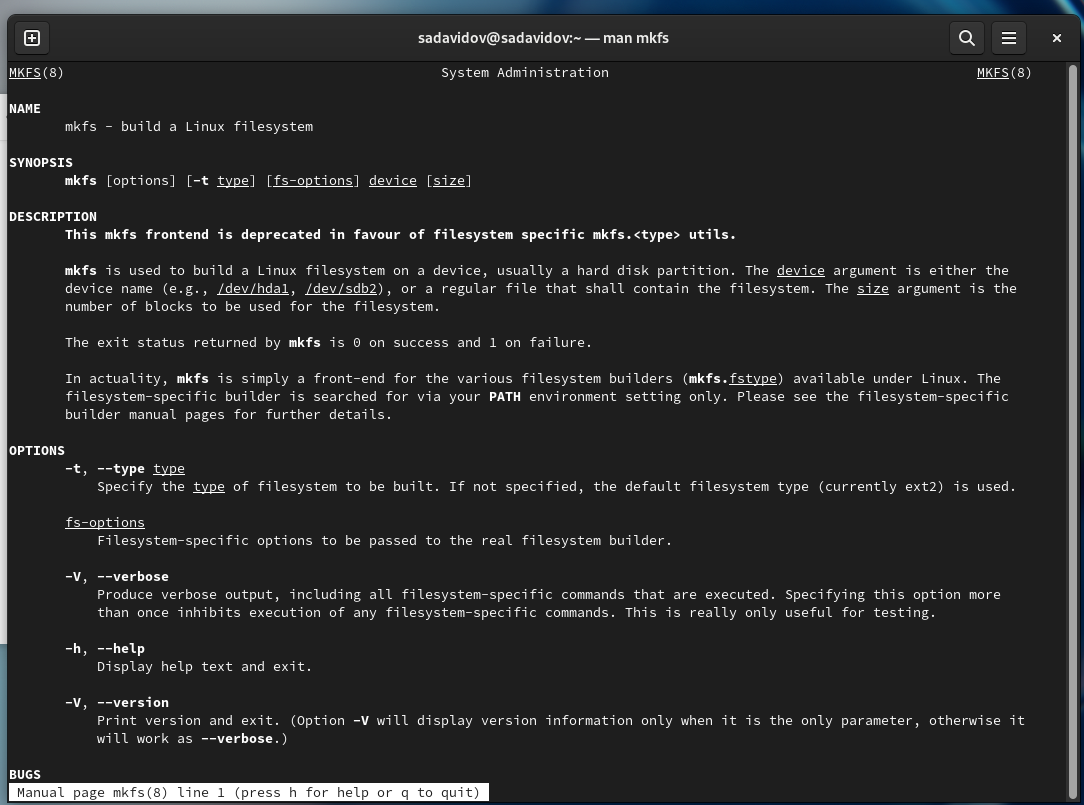 sadavidov@sadavidov:~ — man mkfs
MKFS(8) System Administration MKFS(8)
NAME
mkfs - build a Linux filesystem
SYNOPSIS
mkfs [options] [-t type] [fs-options] device [size]
DESCRIPTION
This mkfs frontend is deprecated in favour of filesystem specific mkfs.<type> utils.
mkfs is used to build a Linux filesystem on a device, usually a hard disk partition. The device argument is either the
device name (e.g., /dev/hda1, /dev/sdb2), or a regular file that shall contain the filesystem. The size argument is the
number of blocks to be used for the filesystem.
The exit status returned by mkfs is 0 on success and 1 on failure.
In actuality, mkfs is simply a front-end for the various filesystem builders (mkfs.fstype) available under Linux. The
filesystem-specific builder is searched for via your PATH environment setting only. Please see the filesystem-specific
builder manual pages for further details.
OPTIONS
-t, --type type
Specify the type of filesystem to be built. If not specified, the default filesystem type (currently ext2) is used.
fs-options
Filesystem-specific options to be passed to the real filesystem builder.
-V, --verbose
Produce verbose output, including all filesystem-specific commands that are executed. Specifying this option more
than once inhibits execution of any filesystem-specific commands. This is really only useful for testing.
-h, --help
Display help text and exit.
-V, --version
Print version and exit. (Option -V will display version information only when it is the only parameter, otherwise it
will work as --verbose.)
BUGS
Manual page mkfs(8) line 1 (press h for help or q to quit)